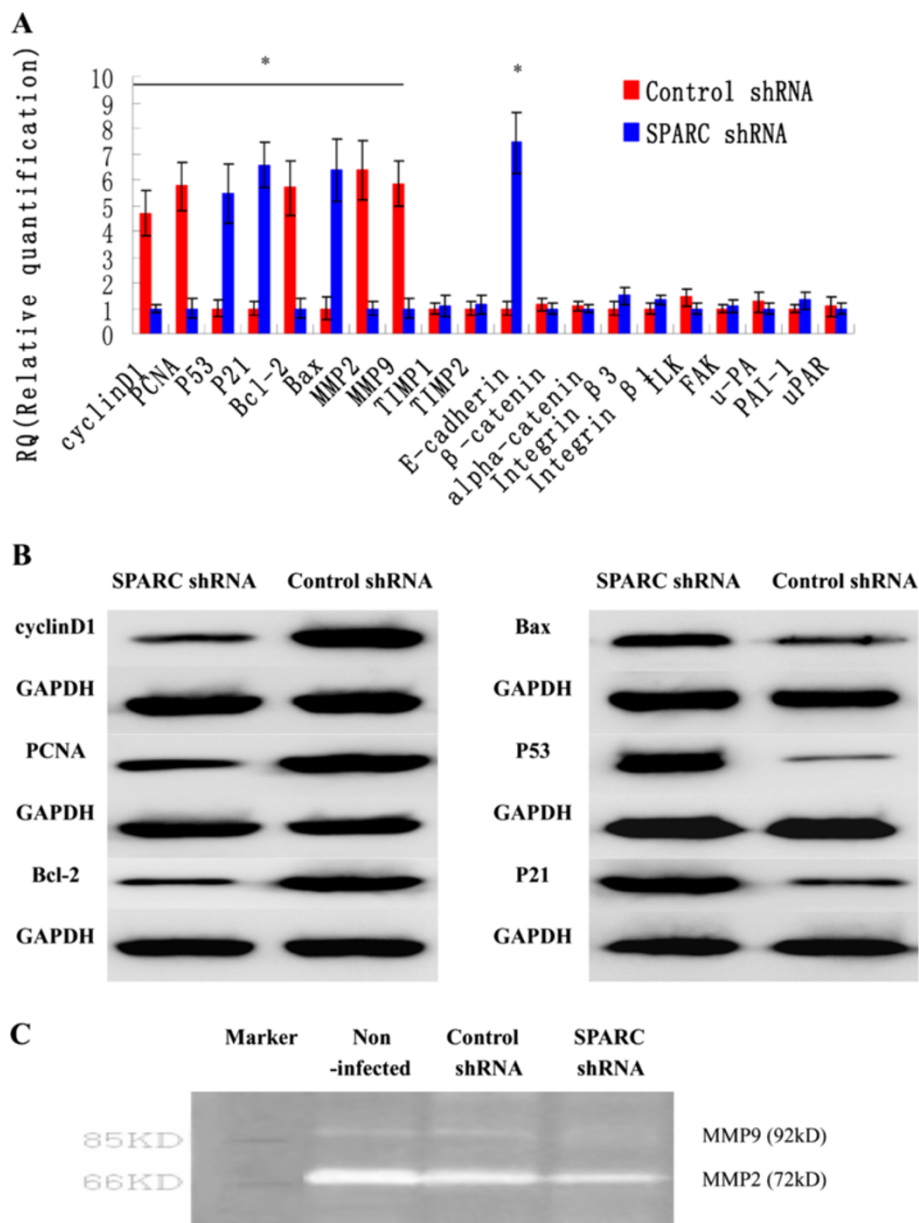 A
RQ(Relative quantification)
10
9
8
7
6
5
4
3
2
1
1
*
*
Control shRNA
SPARC shRNA
cyclinD1
PCNA
P53
P21
Bcl-2
Bax
MMP2
MMP9
TIMP1
TIMP2
E-cadherin
β-catenin
alpha-catenin
Integrin β3
Integrin β1
ILK
FAK
u-PA
PAI-1
uPAR
B
SPARC shRNA Control shRNA
cyclinD1
GAPDH
PCNA
GAPDH
Bcl-2
GAPDH
SPARC shRNA Control shRNA
Bax
GAPDH
P53
GAPDH
P21
GAPDH
C
Marker
Non
-infected
Control
shRNA
SPARC
shRNA
85KD
66KD
MMP9 (92kD)
MMP2 (72kD)